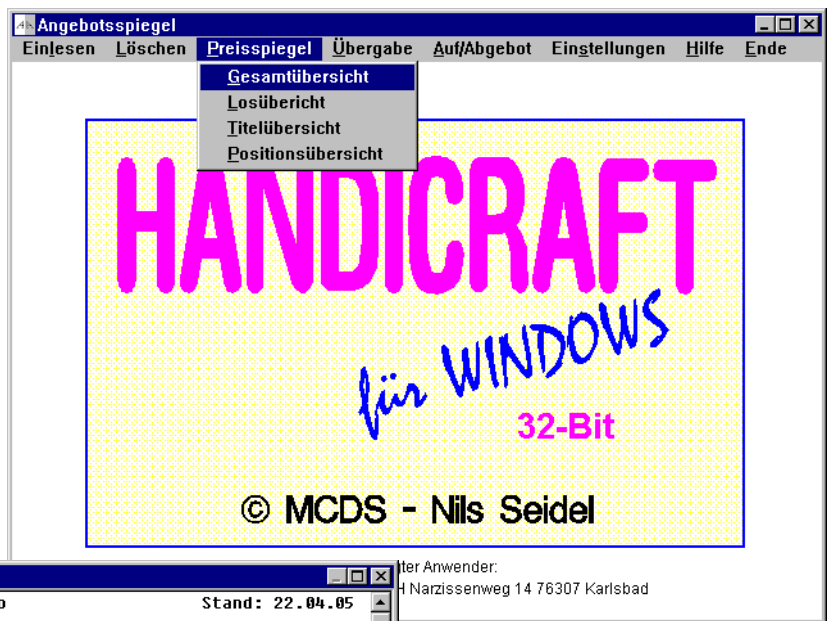 Angebotsspiegel
Einlesen Löschen Preisspiegel Übergabe Auf/Abgebot Einstellungen Hilfe Ende
Gesamtübersicht
Losübericht
Titelübersicht
Positionsübersicht
HANDICRAFT
für WINDOWS
32-Bit
© MCDS - Nils Seidel
Anwender:
Narzissenweg 14 76307 Karlsbad
Stand: 22.04.05